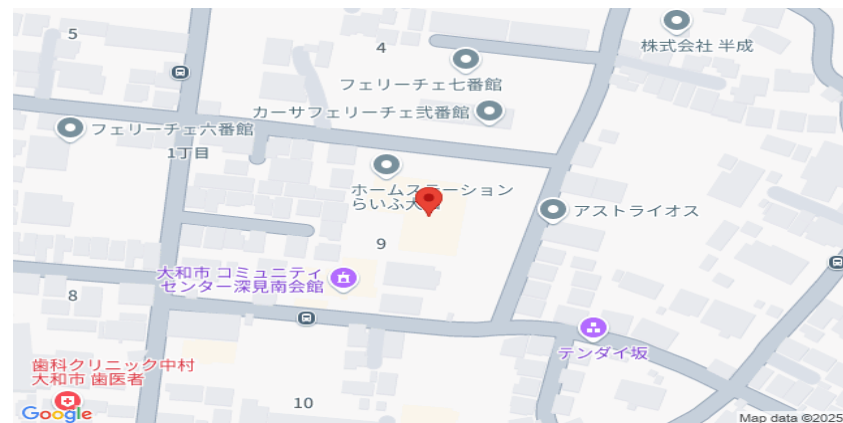 5
4
株式会社 半成
フェリーチェ七番館
カーサフェリーチェ弐番館
フェリーチェ六番館
1丁目
ホームステーション
らいふ大
アストライオス
9
大和市 コミュニティ
センター深見南会館
8
テンダイ坂
歯科クリニック中村
大和市 歯医者
10
Google
Map data ©2025